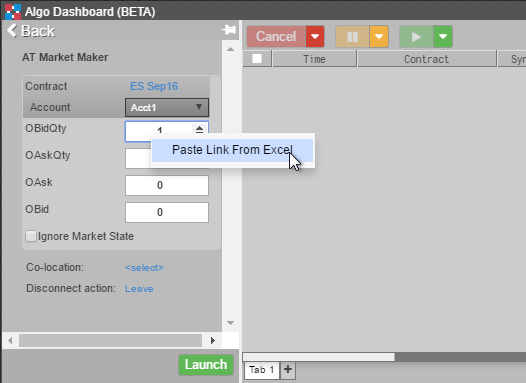 Algo Dashboard (BETA)
Back
AT Market Maker
Contract ES Sep16
Account Acct1
OBidQty 1
OAskQty
Paste Link From Excel
OAsk 0
OBid 0
Ignore Market State
Co-location: <select>
Disconnect action: Leave
Launch
Cancel
Time Contract Syn
Tab 1 +